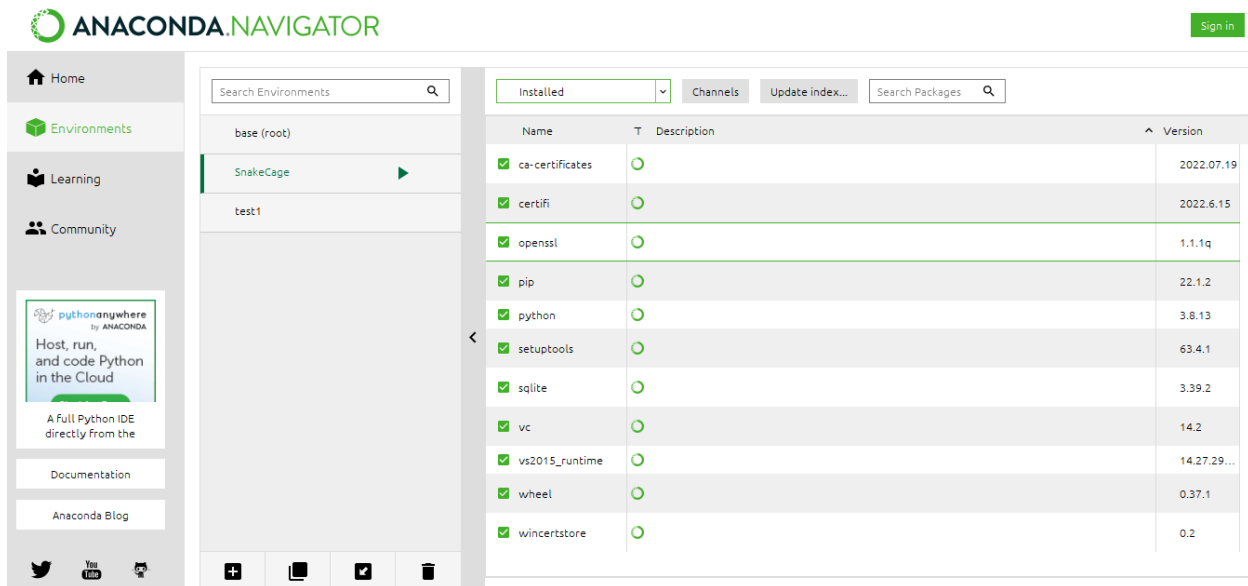 ANACONDA.NAVIGATOR
Sign in
Home
Environments
Learning
Community
pythonanywhere
by ANACONDA
Host, run,
and code Python
in the Cloud
A full Python IDE
directly from the
Documentation
Anaconda Blog
You
Tube
Search Environments
base (root)
SnakeCage
test1
Installed
Channels
Update index...
Search Packages
Name T Description Version
ca-certificates 2022.07.19
certifi 2022.6.15
openssl 1.1.1q
pip 22.1.2
python 3.8.13
setuptools 63.4.1
sqlite 3.39.2
vc 14.2
vs2015_runtime 14.27.29...
wheel 0.37.1
wincertstore 0.2